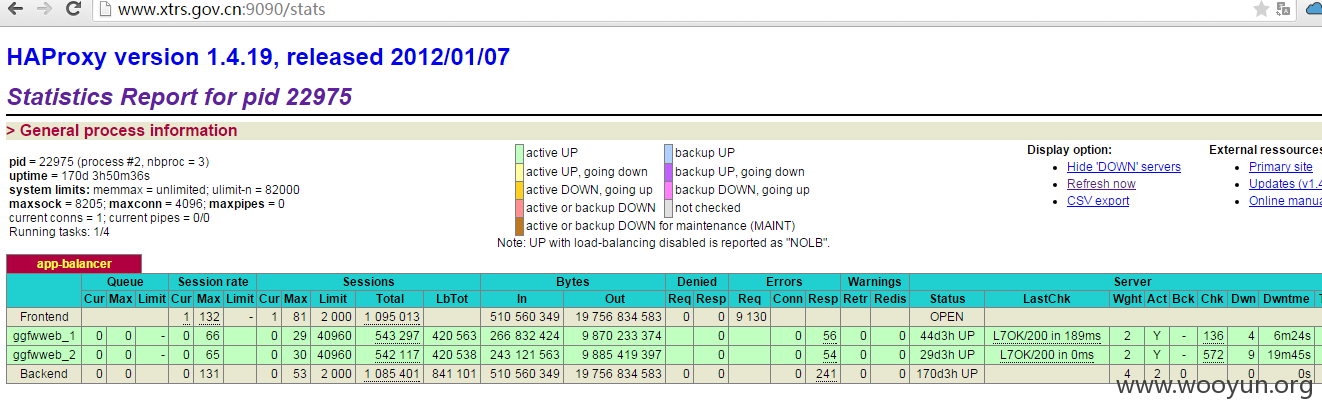 www.xtrs.gov.cn:9090/stats
HAProxy version 1.4.19, released 2012/01/07
Statistics Report for pid 22975
> General process information
pid = 22975 (process #2, nbproc = 3)
uptime = 170d 3h50m36s
system limits: memmax = unlimited; ulimit-n = 82000
maxsock = 8205; maxconn = 4096; maxpipes = 0
current conns = 1; current pipes = 0/0
Running tasks: 1/4
active UP backup UP
active UP, going down backup UP, going down
active DOWN, going up backup DOWN, going up
active or backup DOWN not checked
active or backup DOWN for maintenance (MAINT)
Note: UP with load-balancing disabled is reported as "NOLB".
Display option:
• Hide 'DOWN' servers
• Refresh now
• CSV export
External ressources
• Primary site
• Updates (v1.4
• Online manua
app-balancer
Queue Session rate Sessions Bytes Denied Errors Warnings Server
Cur Max Limit Cur Max Limit Cur Max Limit Total LbTot In Out Req Resp Req Conn Resp Retr Redis Status LastChk Wght Act Bck Chk Dwn Dwntme T
Frontend 1 132 - 1 81 2 000 1 095 013 510 560 349 19 756 834 583 0 0 9 130 OPEN
ggfwweb_1 0 0 - 0 66 0 29 40960 543 297 420 563 266 832 424 9 870 233 374 0 0 56 0 0 44d3h UP L7OK/200 in 189ms 2 Y - 136 4 6m24s
ggfwweb_2 0 0 - 0 65 0 30 40960 542 117 420 538 243 121 563 9 885 419 397 0 0 54 0 0 29d3h UP L7OK/200 in 0ms 2 Y - 572 9 19m45s
Backend 0 0 0 131 0 53 2 000 1 085 401 841 101 510 560 349 19 756 834 583 0 0 0 241 0 0 170d3h UP 4 2 0 0 0s
www.wooyun.org